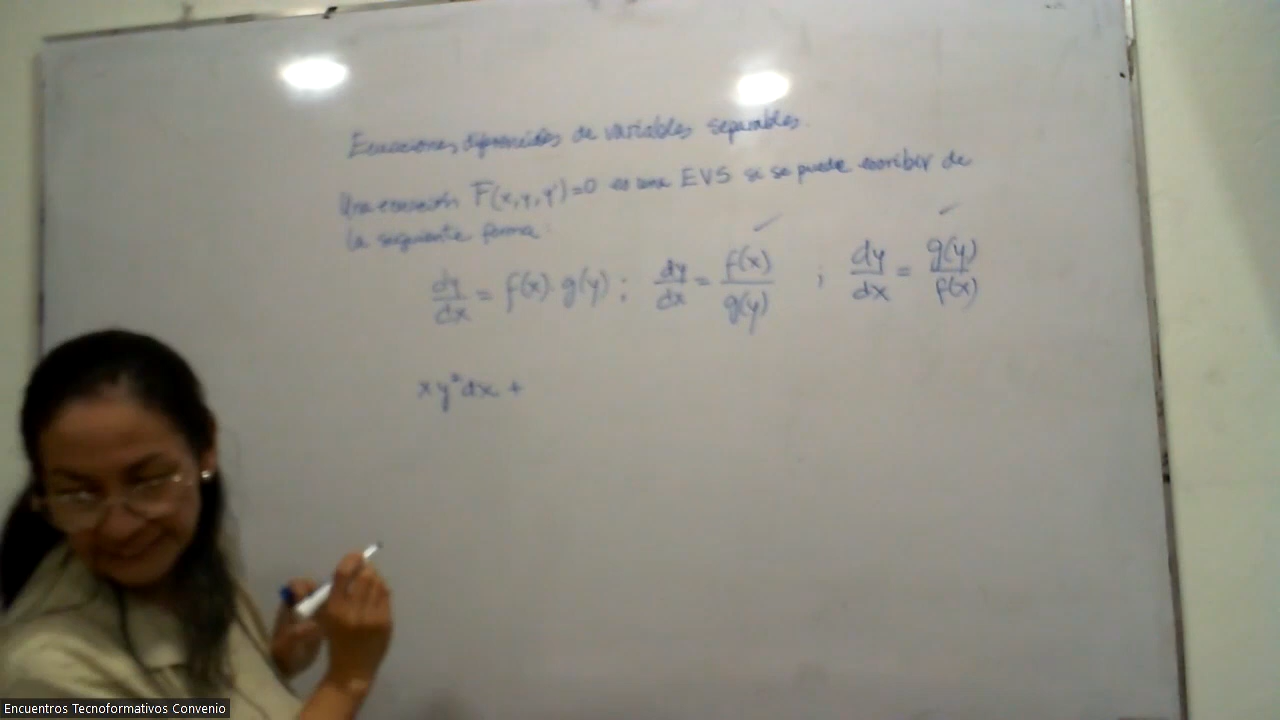 Ecuaciones diferenciales de variables separables.
Una ecuación F(x,y,y')=0 es una EVS si se puede escribir de
la siguiente forma:
dy/dx = f(x) g(y) ; dy/dx = f(x)/g(y) ; dy/dx = g(y)/f(x)
xy²dx +
Encuentros Tecnoformativos Convenio